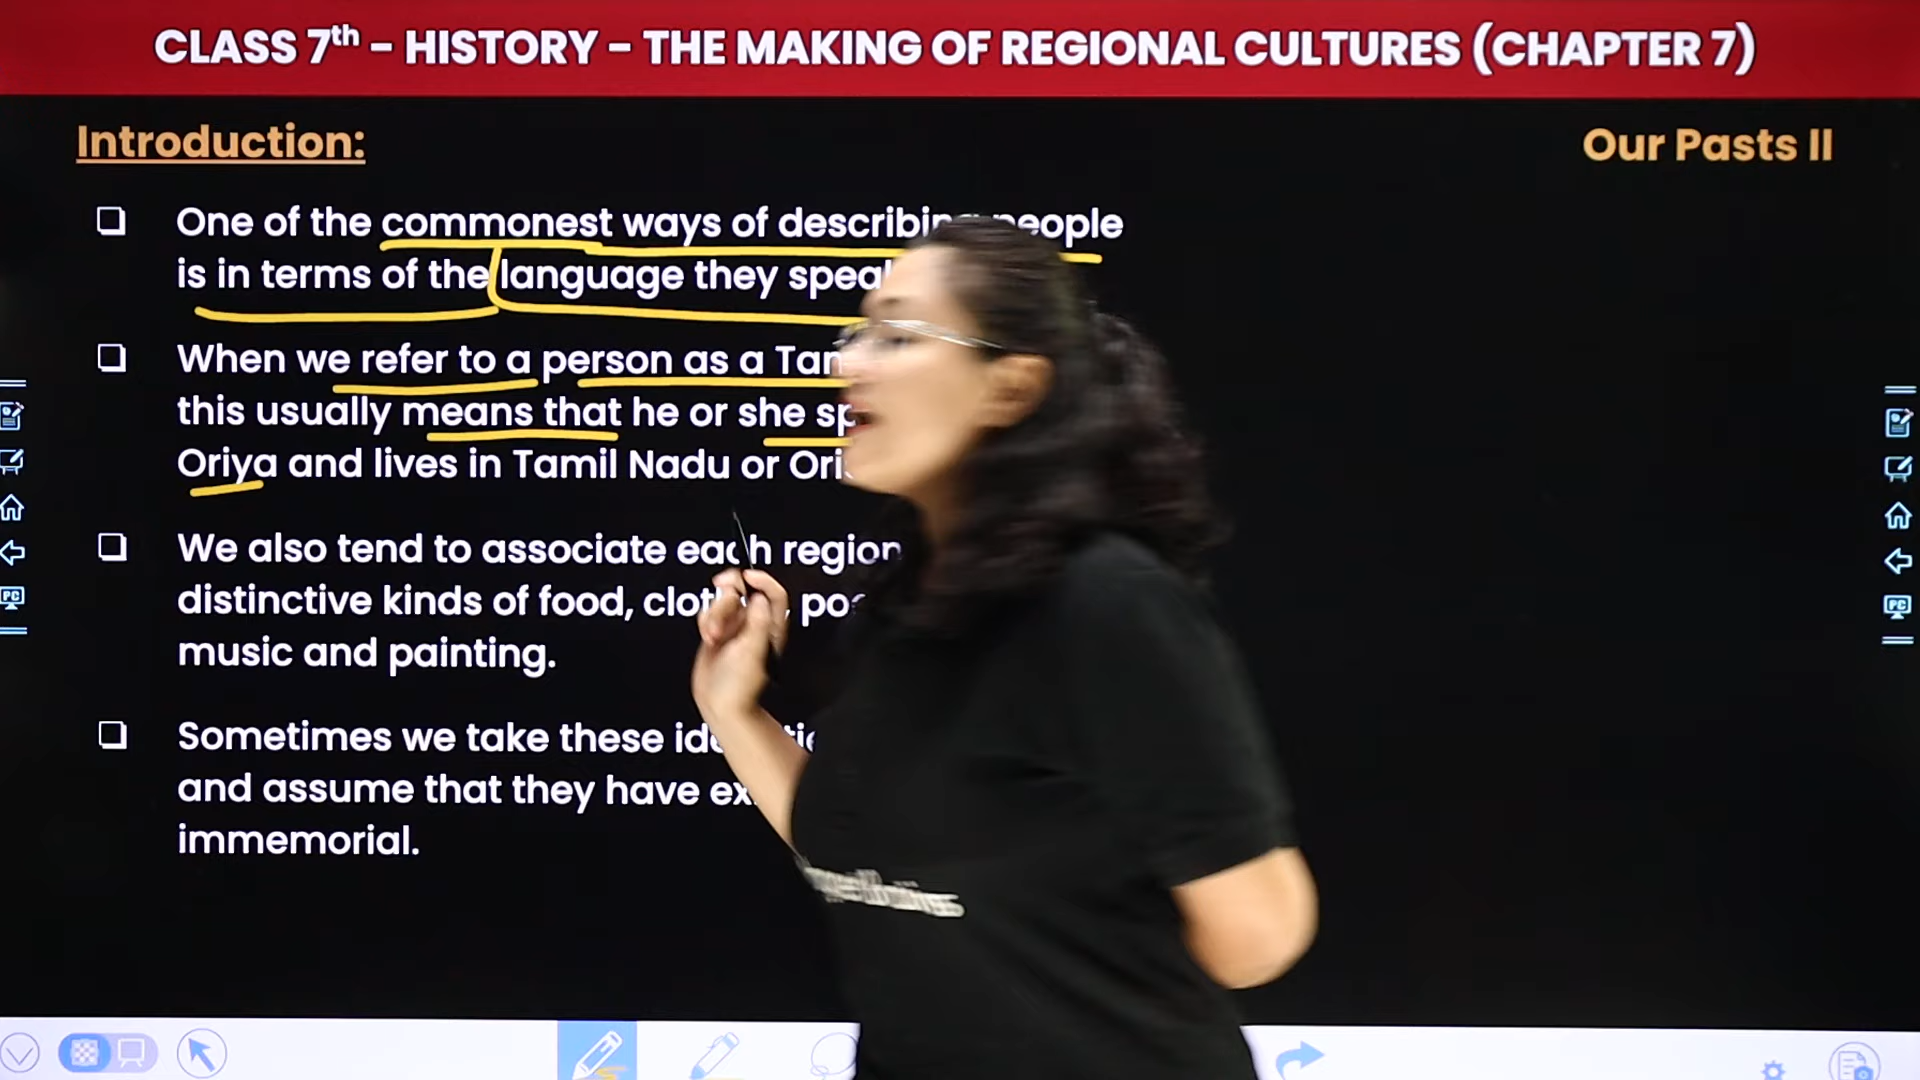 CLASS 7th – HISTORY – THE MAKING OF REGIONAL CULTURES (CHAPTER 7)
Introduction:
Our Pasts II
One of the commonest ways of describing people
is in terms of the language they speak
When we refer to a person as a
this usually means that he or she
Oriya and lives in Tamil Nadu or
We also tend to associate each region
distinctive kinds of food,
music and painting.
Sometimes we take these
and assume that they have
immemorial.
PC
PC